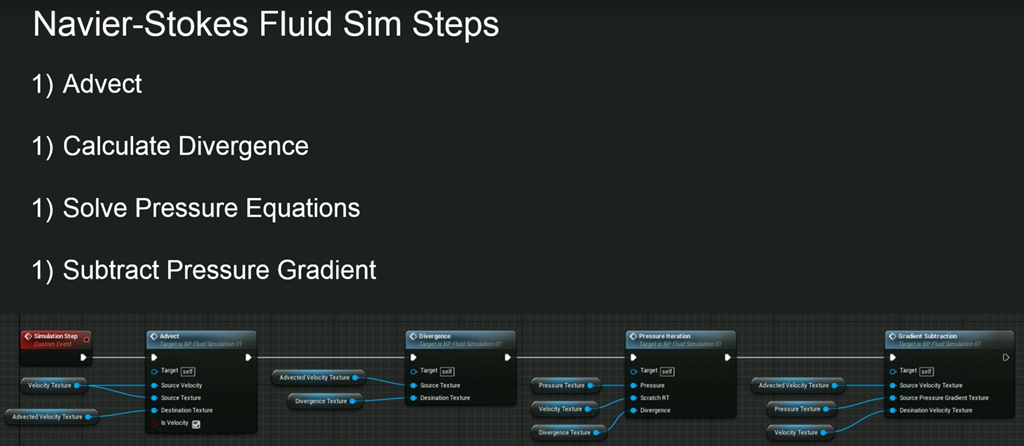 Navier-Stokes Fluid Sim Steps
1) Advect
1) Calculate Divergence
1) Solve Pressure Equations
1) Subtract Pressure Gradient
Simulation Step
Custom Event
Velocity Texture
Advected Velocity Texture
Advect
Target is BP Fluid Simulation 01
Target self
Source Velocity
Source Texture
Destination Texture
Is Velocity
Advected Velocity Texture
Divergence Texture
Divergence
Target is BP Fluid Simulation 01
Target self
Source Texture
Destination Texture
Pressure Texture
Velocity Texture
Divergence Texture
Pressure Iteration
Target is BP Fluid Simulation 01
Target self
Pressure
Scratch RT
Divergence
Advected Velocity Texture
Pressure Texture
Velocity Texture
Gradient Subtraction
Target is BP Fluid Simulation 01
Target self
Source Velocity Texture
Source Pressure Gradient Texture
Desination Velocity Texture